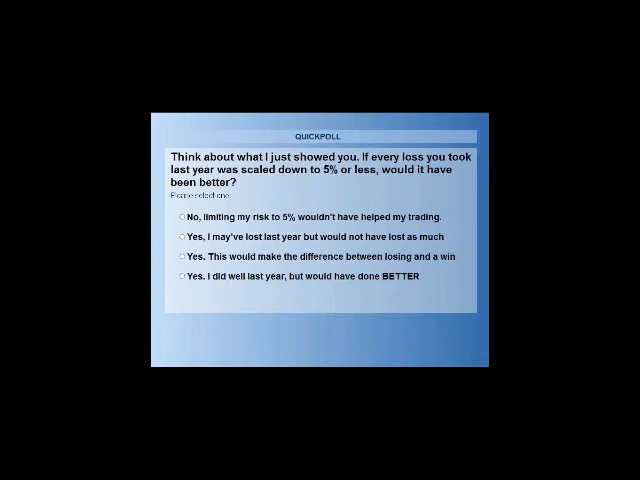 QUICKPOLL
Think about what I just showed you. If every loss you took
last year was scaled down to 5% or less, would it have
been better?
Please select one:
No, limiting my risk to 5% wouldn't have helped my trading.
Yes, I may've lost last year but would not have lost as much
Yes. This would make the difference between losing and a win
Yes. I did well last year, but would have done BETTER